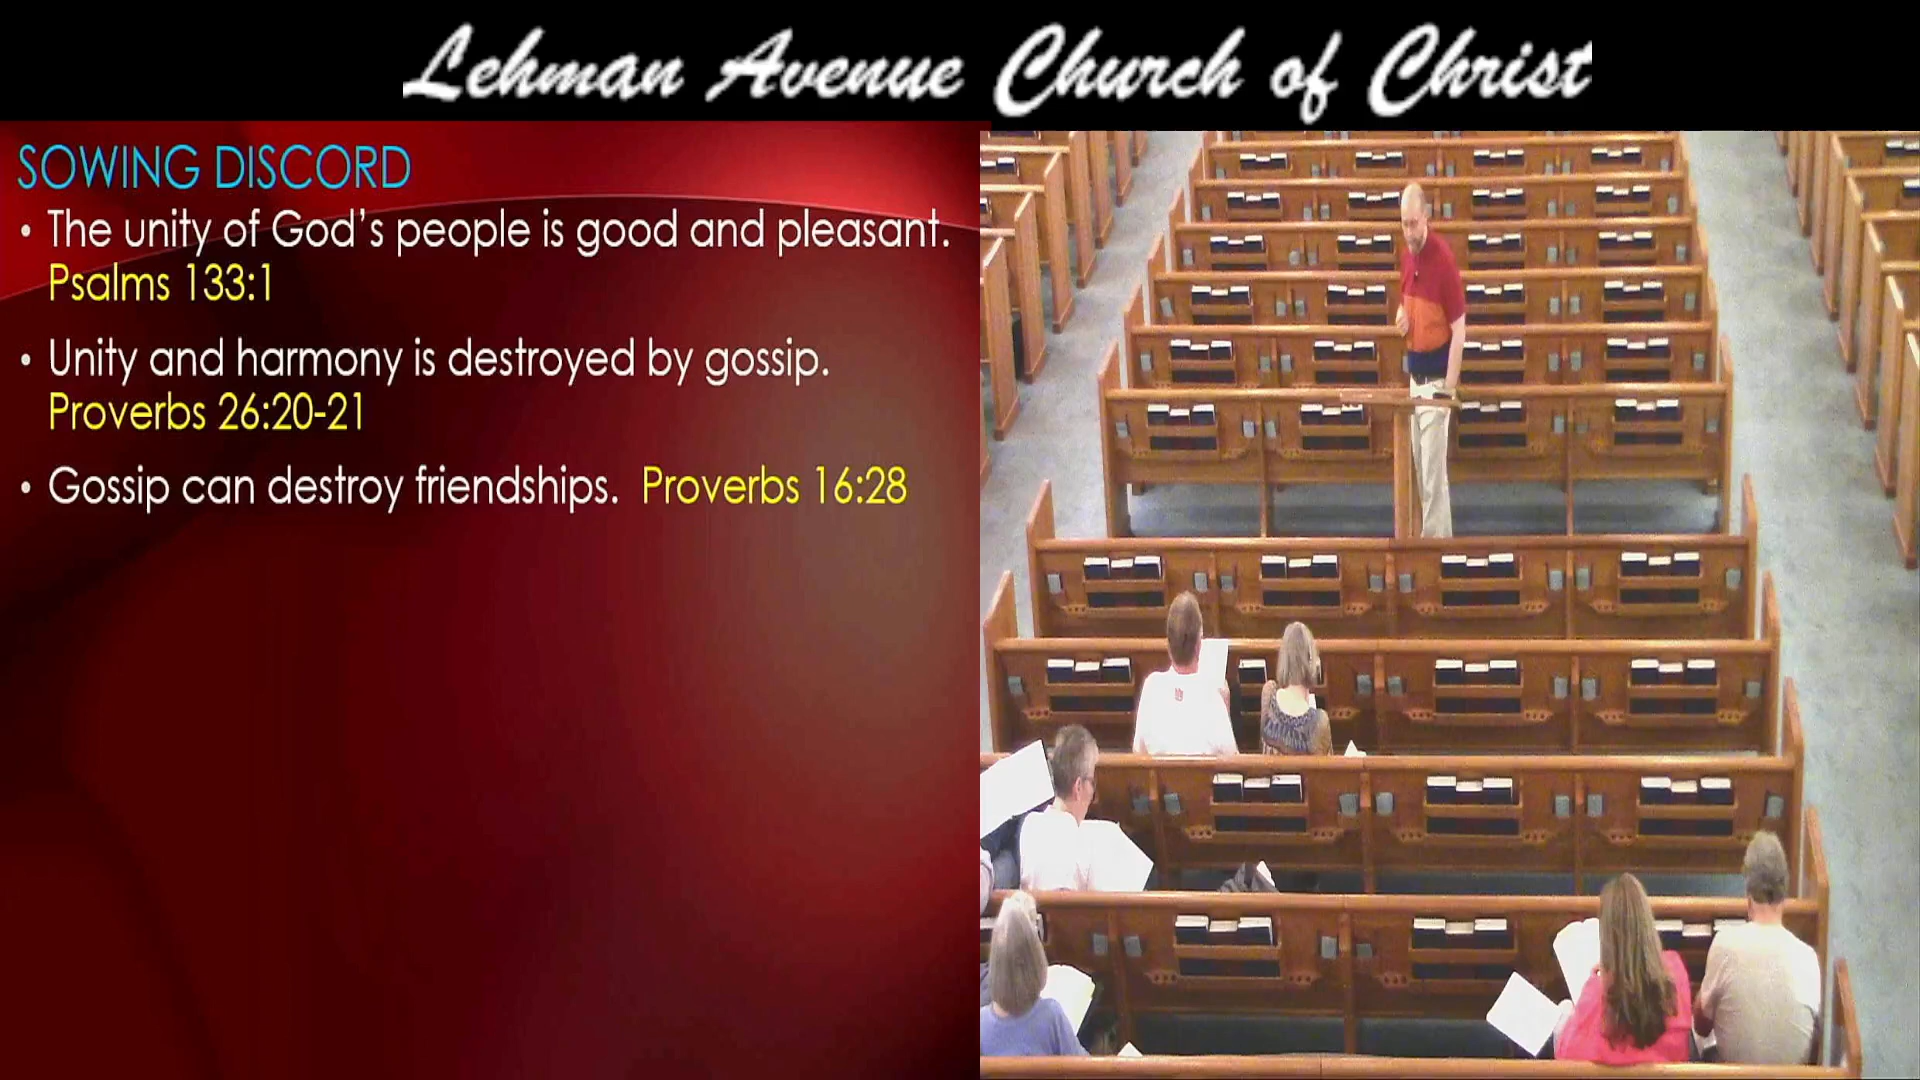 Lehman Avenue Church of Christ
SOWING DISCORD
• The unity of God's people is good and pleasant.
Psalms 133:1
• Unity and harmony is destroyed by gossip.
Proverbs 26:20-21
• Gossip can destroy friendships. Proverbs 16:28